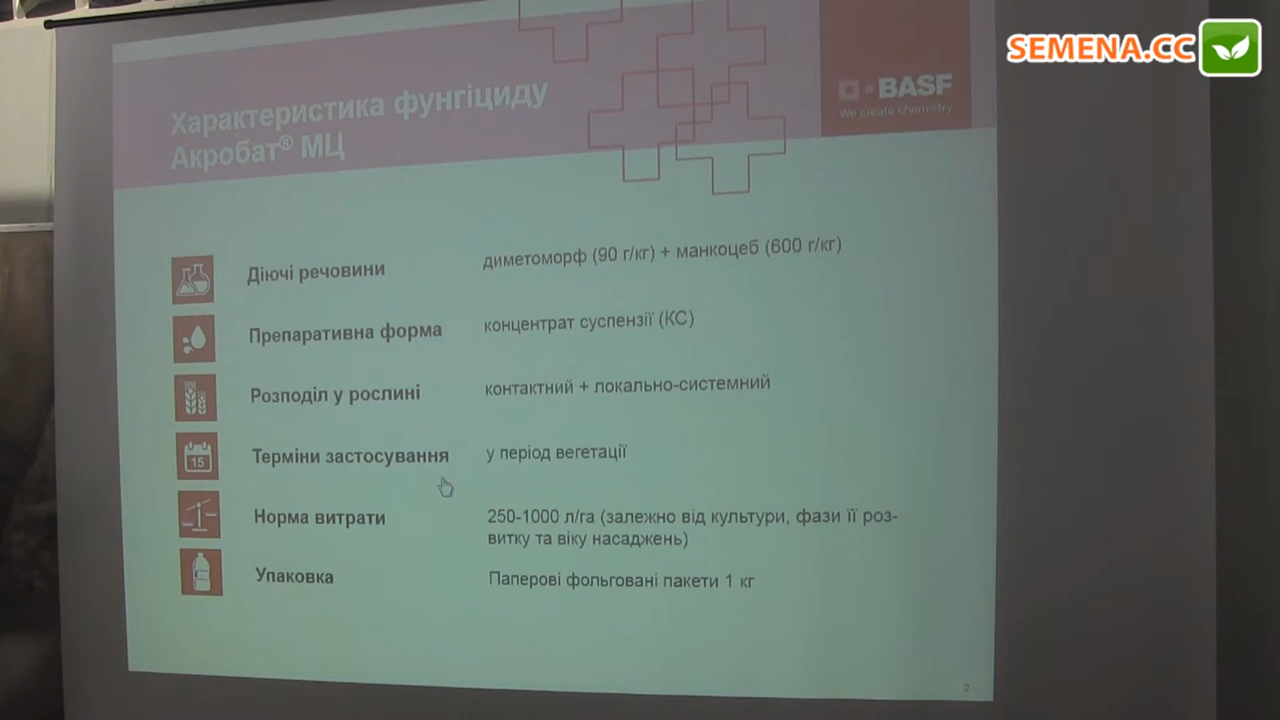 SEMENA.CC
Характеристика фунгіциду
Акробат® МЦ
BASF
We create chemistry
Діючі речовини
диметоморф (90 г/кг) + манкоцеб (600 г/кг)
Препаративна форма
концентрат суспензії (КС)
Розподіл у рослині
контактний + локально-системний
15
Терміни застосування
у період вегетації
Норма витрати
250-1000 л/га (залежно від культури, фази її роз-
витку та віку насаджень)
Упаковка
Паперові фольговані пакети 1 кг
2